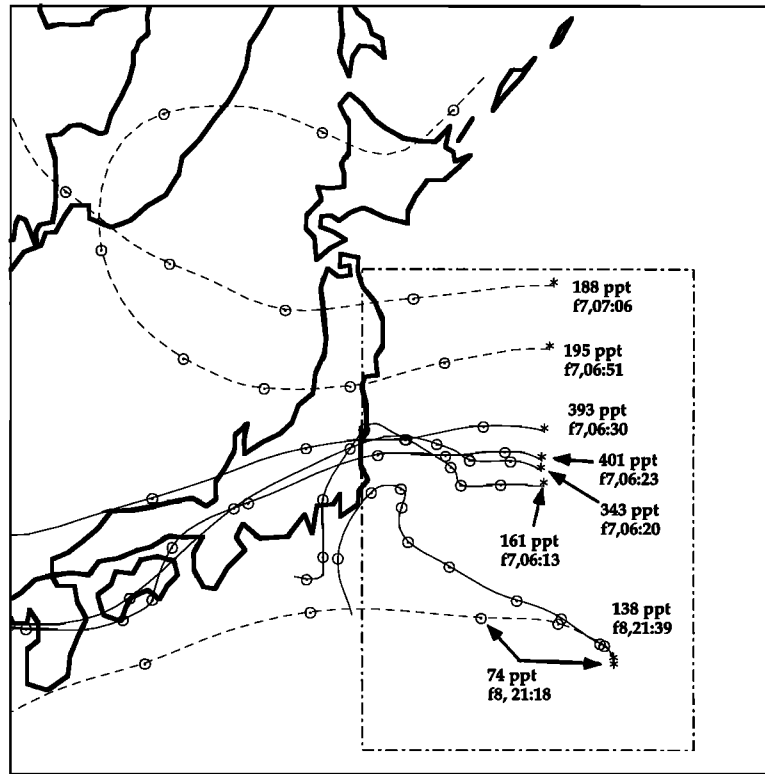 188 ppt
f7,07:06
195 ppt
f7,06:51
393 ppt
f7,06:30
401 ppt
f7,06:23
343 ppt
f7,06:20
161 ppt
f7,06:13
138 ppt
f8,21:39
74 ppt
f8, 21:18